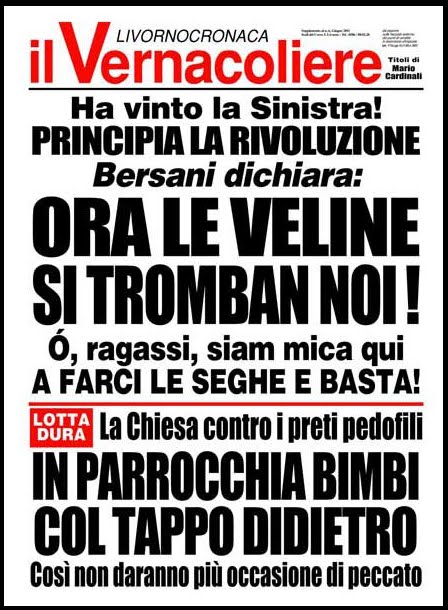 LIVORNOCRONACA
il Vernacoliere
Titoli di
Mario
Cardinali
Ha vinto la Sinistra!
PRINCIPIA LA RIVOLUZIONE
Bersani dichiara:
ORA LE VELINE
SI TROMBAN NOI!
Ó, ragassi, siam mica qui
A FARCI LE SEGHE E BASTA!
LOTTA
DURA
La Chiesa contro i preti pedofili
IN PARROCCHIA BIMBI
COL TAPPO DIDIETRO
Così non daranno più occasione di peccato